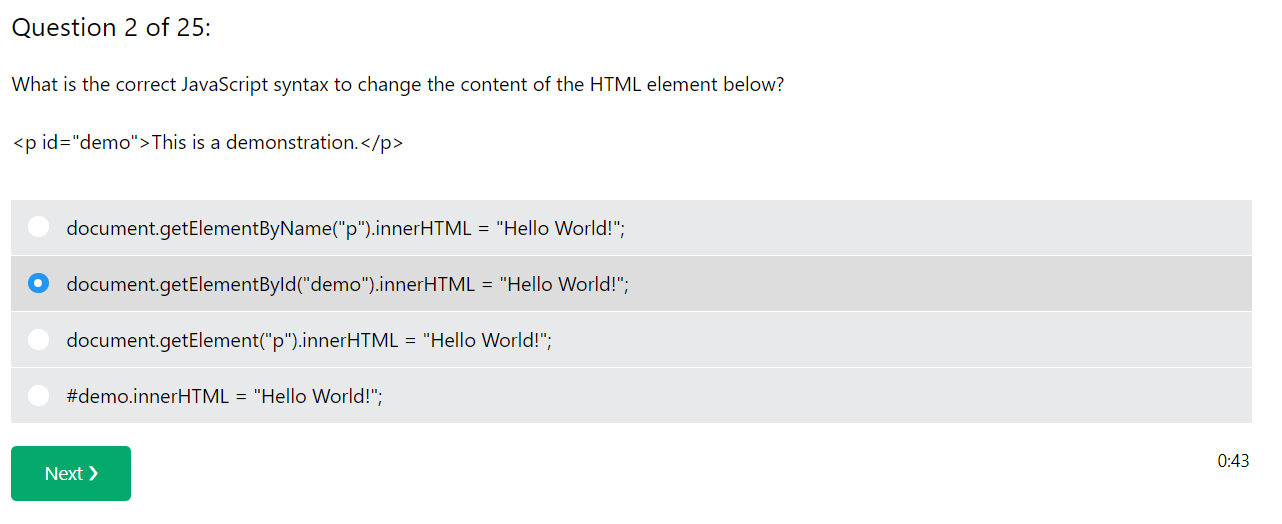 Question 2 of 25:
What is the correct JavaScript syntax to change the content of the HTML element below?
<p id="demo">This is a demonstration.</p>
document.getElementByName("p").innerHTML = "Hello World!";
document.getElementById("demo").innerHTML = "Hello World!";
document.getElement("p").innerHTML = "Hello World!";
#demo.innerHTML = "Hello World!";
Next ❯
0:43